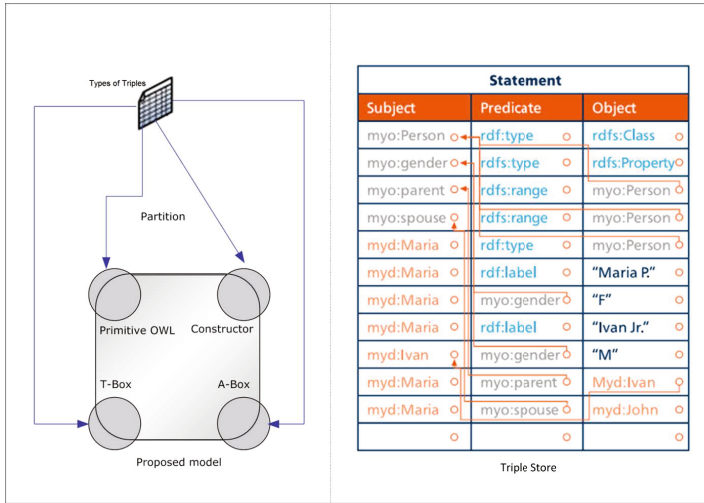 Types of Triples
Partition
Primitive OWL Constructor
T-Box A-Box
Proposed model
Statement
Subject Predicate Object
myo:Person rdf:type rdfs:Class
myo:gender rdfs:type rdfs:Property
myo:parent rdfs:range myo:Person
myo:spouse rdfs:range myo:Person
myd:Maria rdf:type myo:Person
myd:Maria rdf:label "Maria P."
myd:Maria myo:gender "F"
myd:Maria rdf:label "Ivan Jr."
myd:Ivan myo:gender "M"
myd:Maria myo:parent Myd:Ivan
myd:Maria myo:spouse myd:John
Triple Store